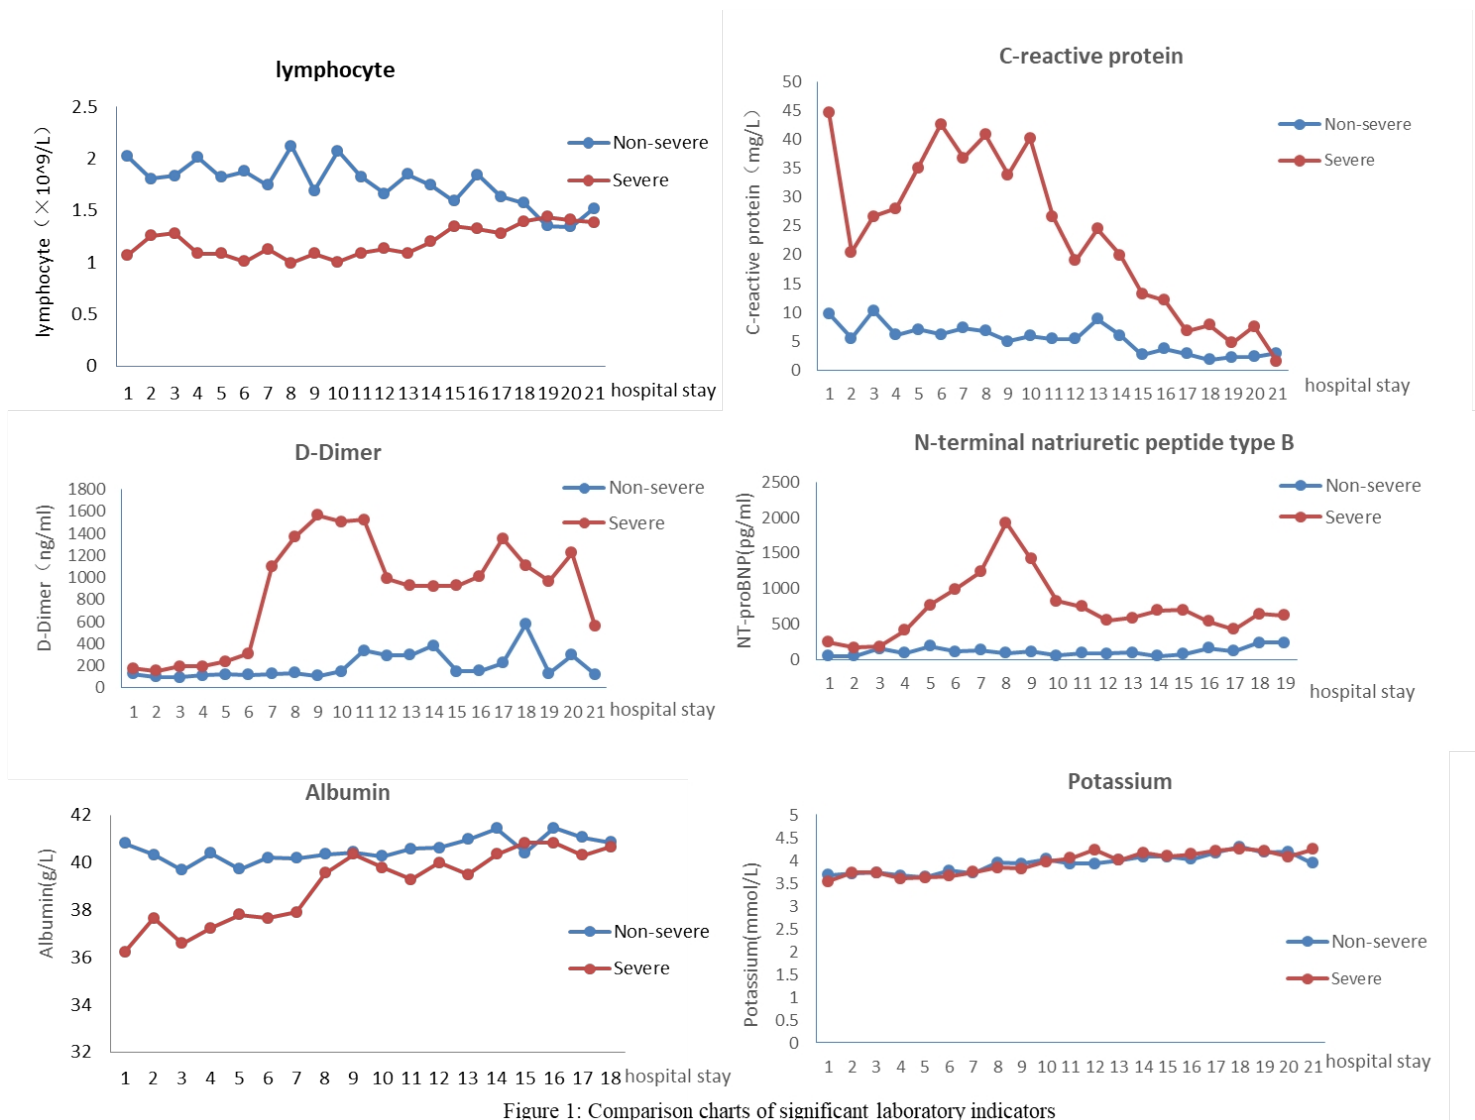 lymphocyte
lymphocyte（×10^9/L）
2.5
2
1.5
1
0.5
0
Non-severe
Severe
1 2 3 4 5 6 7 8 9 10 11 12 13 14 15 16 17 18 19 20 21 hospital stay
C-reactive protein
C-reactive protein（mg/L）
50
45
40
35
30
25
20
15
10
5
0
Non-severe
Severe
1 2 3 4 5 6 7 8 9 10 11 12 13 14 15 16 17 18 19 20 21
hospital stay
D-Dimer
D-Dimer（ng/ml）
1800
1600
1400
1200
1000
800
600
400
200
0
Non-severe
Severe
1 2 3 4 5 6 7 8 9 10 11 12 13 14 15 16 17 18 19 20 21 hospital stay
N-terminal natriuretic peptide type B
NT-proBNP(pg/ml)
2500
2000
1500
1000
500
0
Non-severe
Severe
1 2 3 4 5 6 7 8 9 10 11 12 13 14 15 16 17 18 19
hospital stay
Albumin
Albumin(g/L)
42
40
38
36
34
32
Non-severe
Severe
1 2 3 4 5 6 7 8 9 10 11 12 13 14 15 16 17 18 hospital stay
Potassium
Potassium(mmol/L)
5
4.5
4
3.5
3
2.5
2
1.5
1
0.5
0
Non-severe
Severe
1 2 3 4 5 6 7 8 9 10 11 12 13 14 15 16 17 18 19 20 21
hospital stay
Figure 1: Comparison charts of significant laboratory indicators